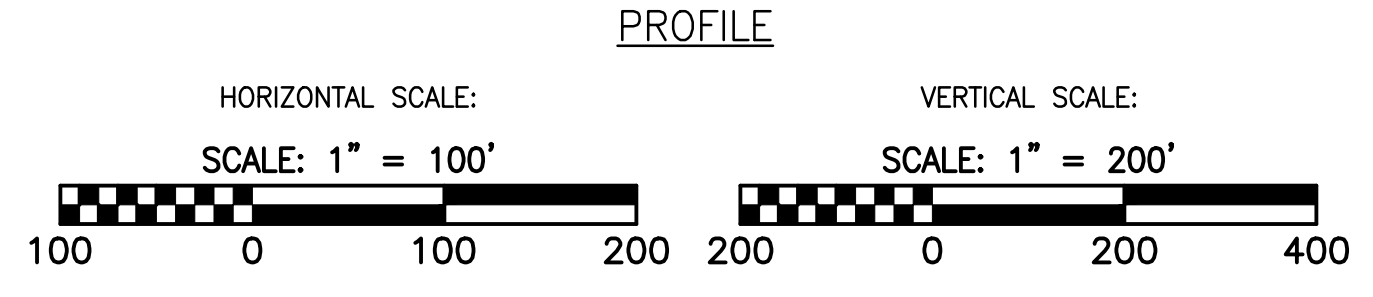 PROFILE
HORIZONTAL SCALE:
SCALE: 1" = 100'
100 0 100 200
VERTICAL SCALE:
SCALE: 1" = 200'
200 0 200 400